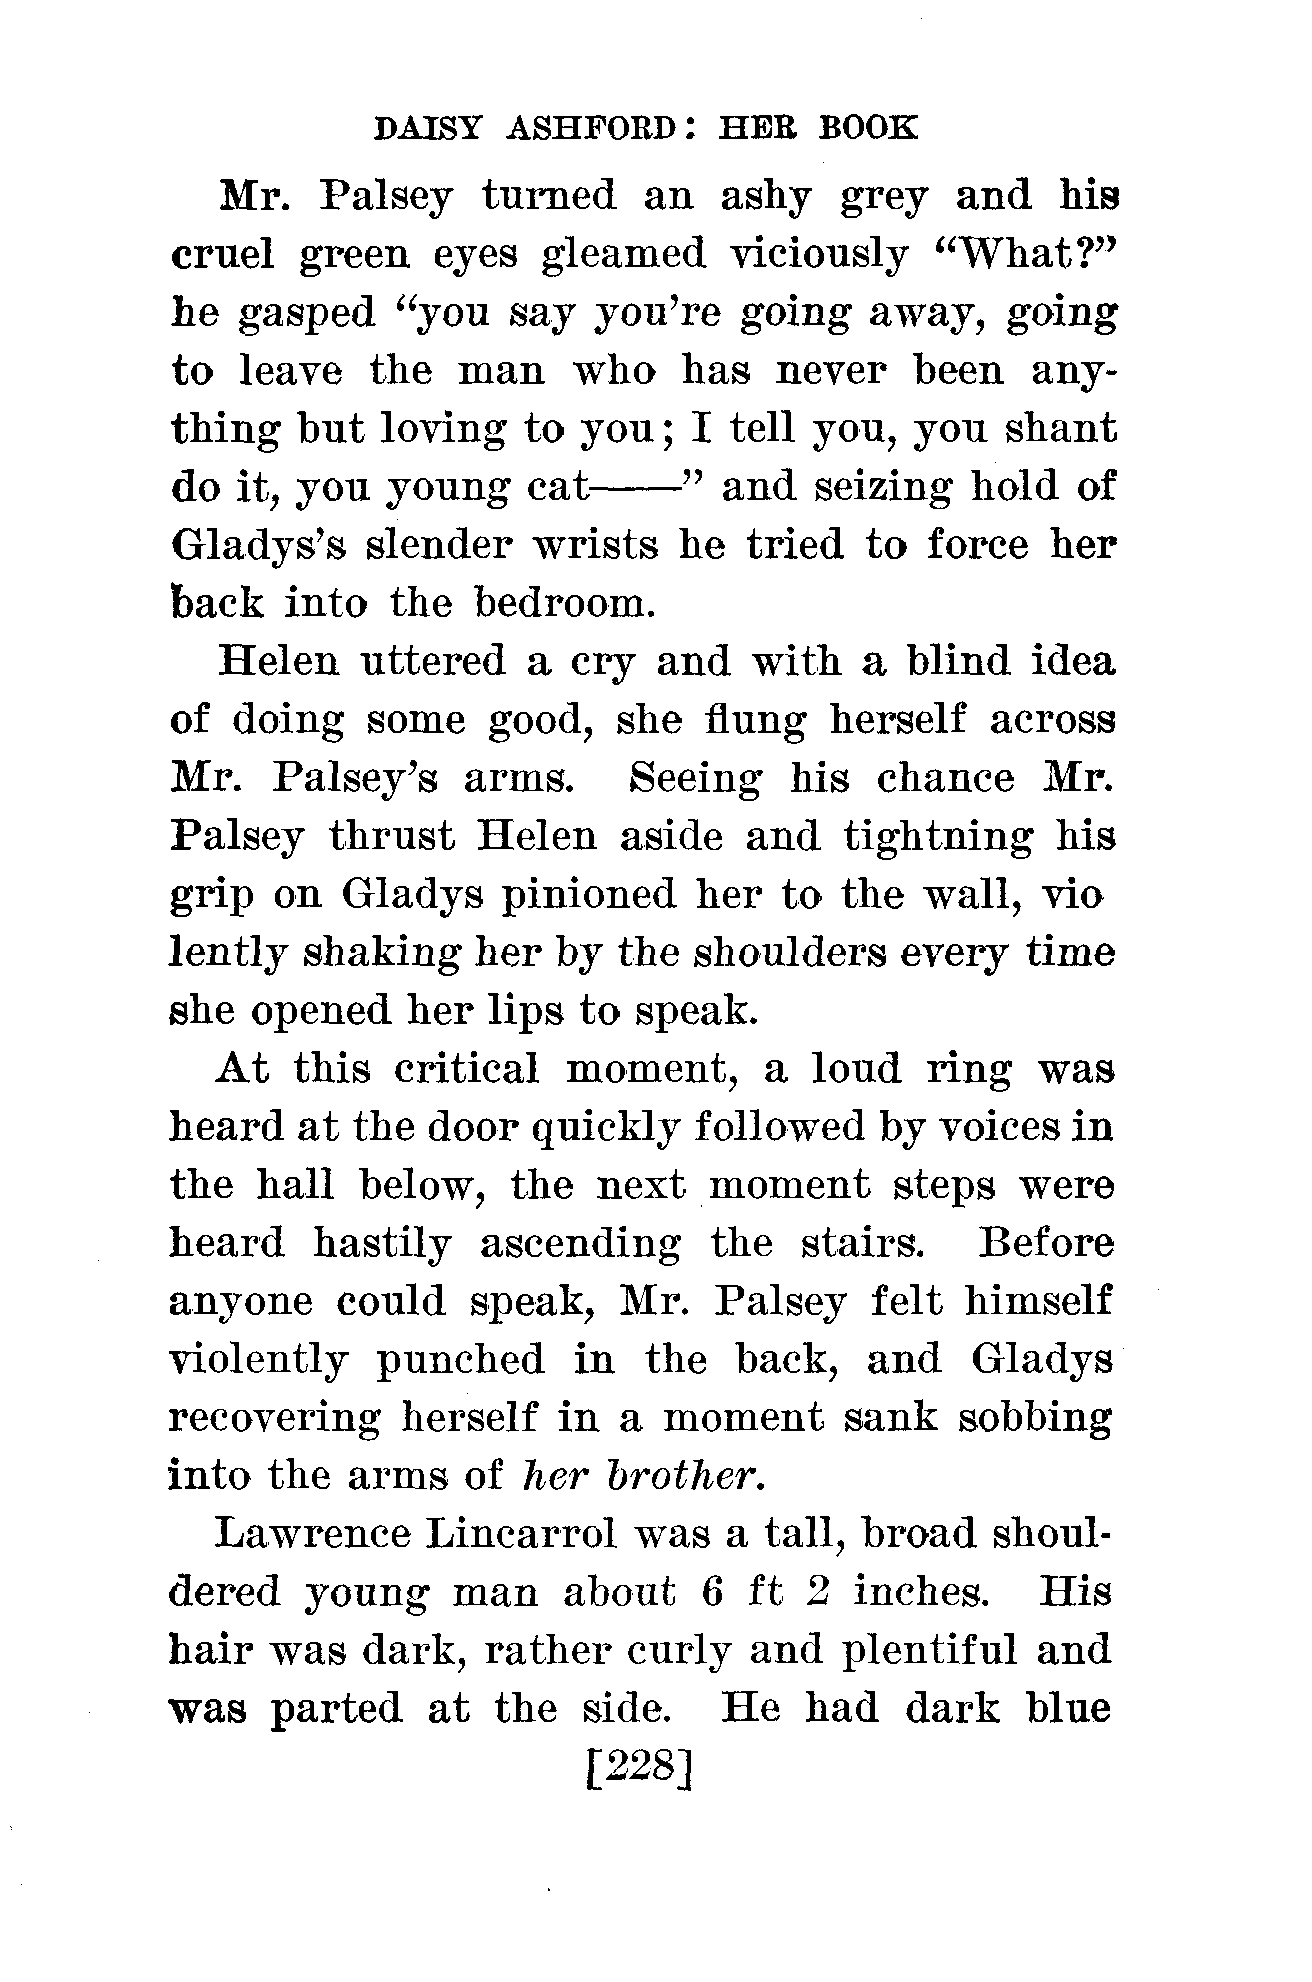 DAISY ASHFORD: HER BOOK
Mr. Palsey turned an ashy grey and his
cruel green eyes gleamed viciously “What?”
he gasped “you say you’re going away, going
to leave the man who has never been any-
thing but loving to you; I tell you, you shant
do it, you young cat——” and seizing hold of
Gladys’s slender wrists he tried to force her
back into the bedroom.
Helen uttered a cry and with a blind idea
of doing some good, she flung herself across
Mr. Palsey’s arms. Seeing his chance Mr.
Palsey thrust Helen aside and tightning his
grip on Gladys pinioned her to the wall, vio
lently shaking her by the shoulders every time
she opened her lips to speak.
At this critical moment, a loud ring was
heard at the door quickly followed by voices in
the hall below, the next moment steps were
heard hastily ascending the stairs. Before
anyone could speak, Mr. Palsey felt himself
violently punched in the back, and Gladys
recovering herself in a moment sank sobbing
into the arms of her brother.
Lawrence Lincarrol was a tall, broad shoul-
dered young man about 6 ft 2 inches. His
hair was dark, rather curly and plentiful and
was parted at the side. He had dark blue
[228]